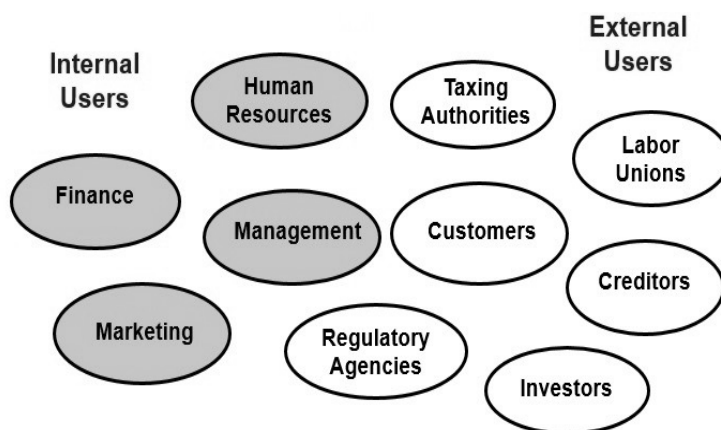 Internal
Users
External
Users
Human
Resources
Taxing
Authorities
Labor
Unions
Finance
Management
Customers
Creditors
Marketing
Regulatory
Agencies
Investors